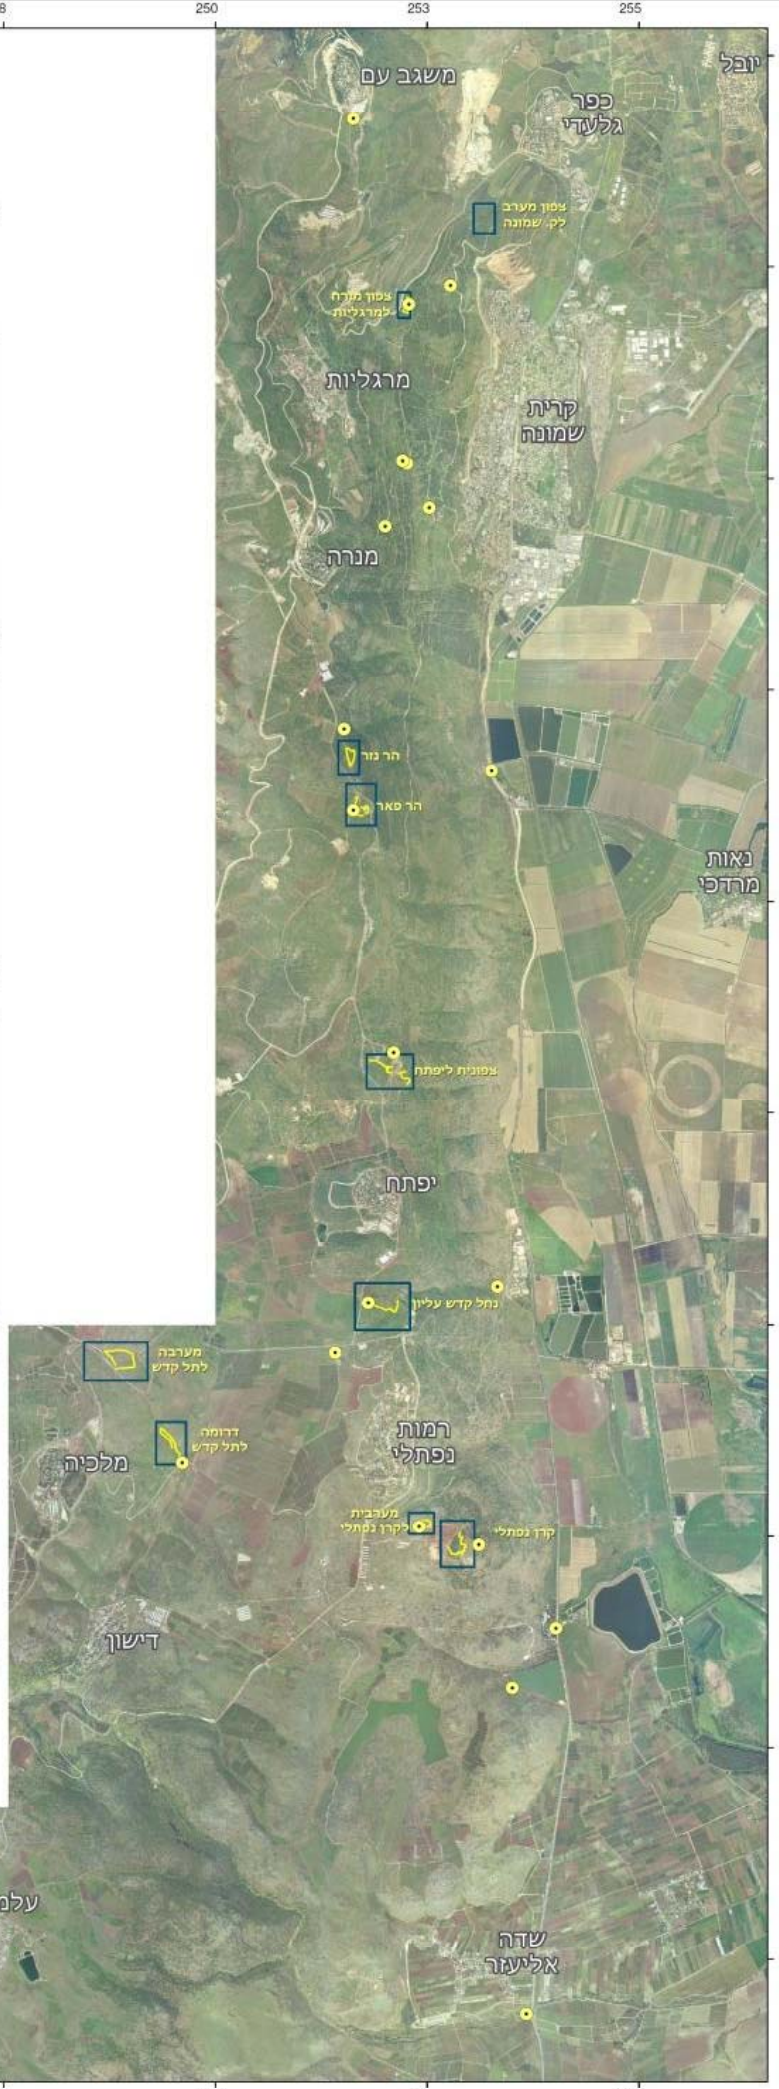 250
253
255
משגב עם
יובל
כפר
גלעדי
צפון מערב
לק. שמונה
צפון מזרח
למרגליות
מרגליות
קרית
שמונה
מנרה
הר נזר
הר פאר
נאות
מרדכי
צפונית ליפתח
יפתח
נחל קדש עליון
מערבה
לתל קדש
רמות
נפתלי
דרומה
לתל קדש
מלכיה
מערבית
לקרן נפתלי
קרן נפתלי
דישון
שדה
אליעזר